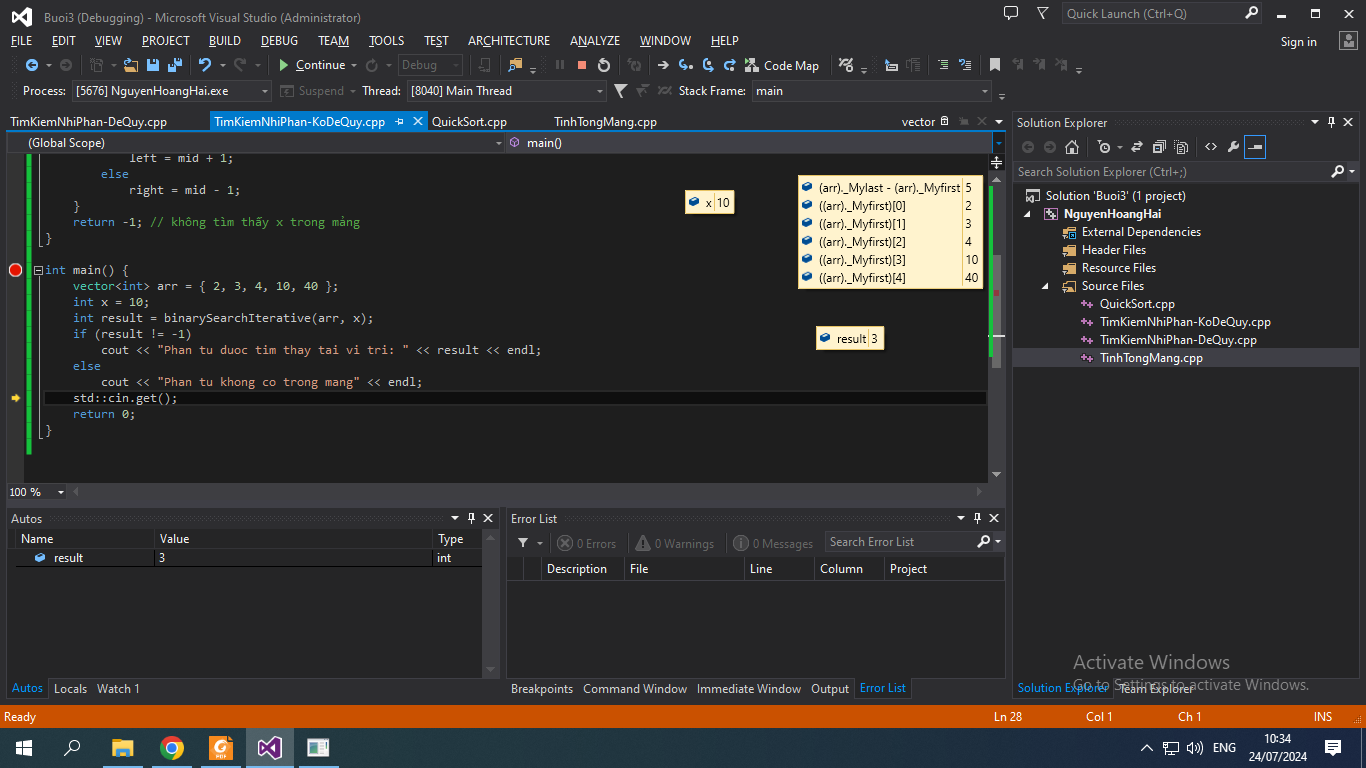 Buoi3 (Debugging) - Microsoft Visual Studio (Administrator)
Quick Launch (Ctrl+Q)
FILE EDIT VIEW PROJECT BUILD DEBUG TEAM TOOLS TEST ARCHITECTURE ANALYZE WINDOW HELP
Sign in
Continue Debug Code Map
Process: [5676] NguyenHoangHai.exe Suspend Thread: [8040] Main Thread Stack Frame: main
TimKiemNhiPhan-DeQuy.cpp TimKiemNhiPhan-KoDeQuy.cpp QuickSort.cpp TinhTongMang.cpp vector
(Global Scope) main()
left = mid + 1;
else
right = mid - 1;
}
return -1; // không tìm thấy x trong mảng
}
int main() {
vector<int> arr = { 2, 3, 4, 10, 40 };
int x = 10;
int result = binarySearchIterative(arr, x);
if (result != -1)
cout << "Phan tu duoc tim thay tai vi tri: " << result << endl;
else
cout << "Phan tu khong co trong mang" << endl;
std::cin.get();
return 0;
}
x 10
(arr)._Mylast - (arr)._Myfirst 5
((arr)._Myfirst)[0] 2
((arr)._Myfirst)[1] 3
((arr)._Myfirst)[2] 4
((arr)._Myfirst)[3] 10
((arr)._Myfirst)[4] 40
result 3
100 %
Solution Explorer
Search Solution Explorer (Ctrl+;)
Solution 'Buoi3' (1 project)
NguyenHoangHai
External Dependencies
Header Files
Resource Files
Source Files
QuickSort.cpp
TimKiemNhiPhan-KoDeQuy.cpp
TimKiemNhiPhan-DeQuy.cpp
TinhTongMang.cpp
Autos
Name Value Type
result 3 int
Autos Locals Watch 1
Error List
0 Errors 0 Warnings 0 Messages Search Error List
Description File Line Column Project
Breakpoints Command Window Immediate Window Output Error List
Solution Explorer Team Explorer
Activate Windows
Go to Settings to activate Windows.
Ready Ln 28 Col 1 Ch 1 INS
PDF
ENG
10:34
24/07/2024